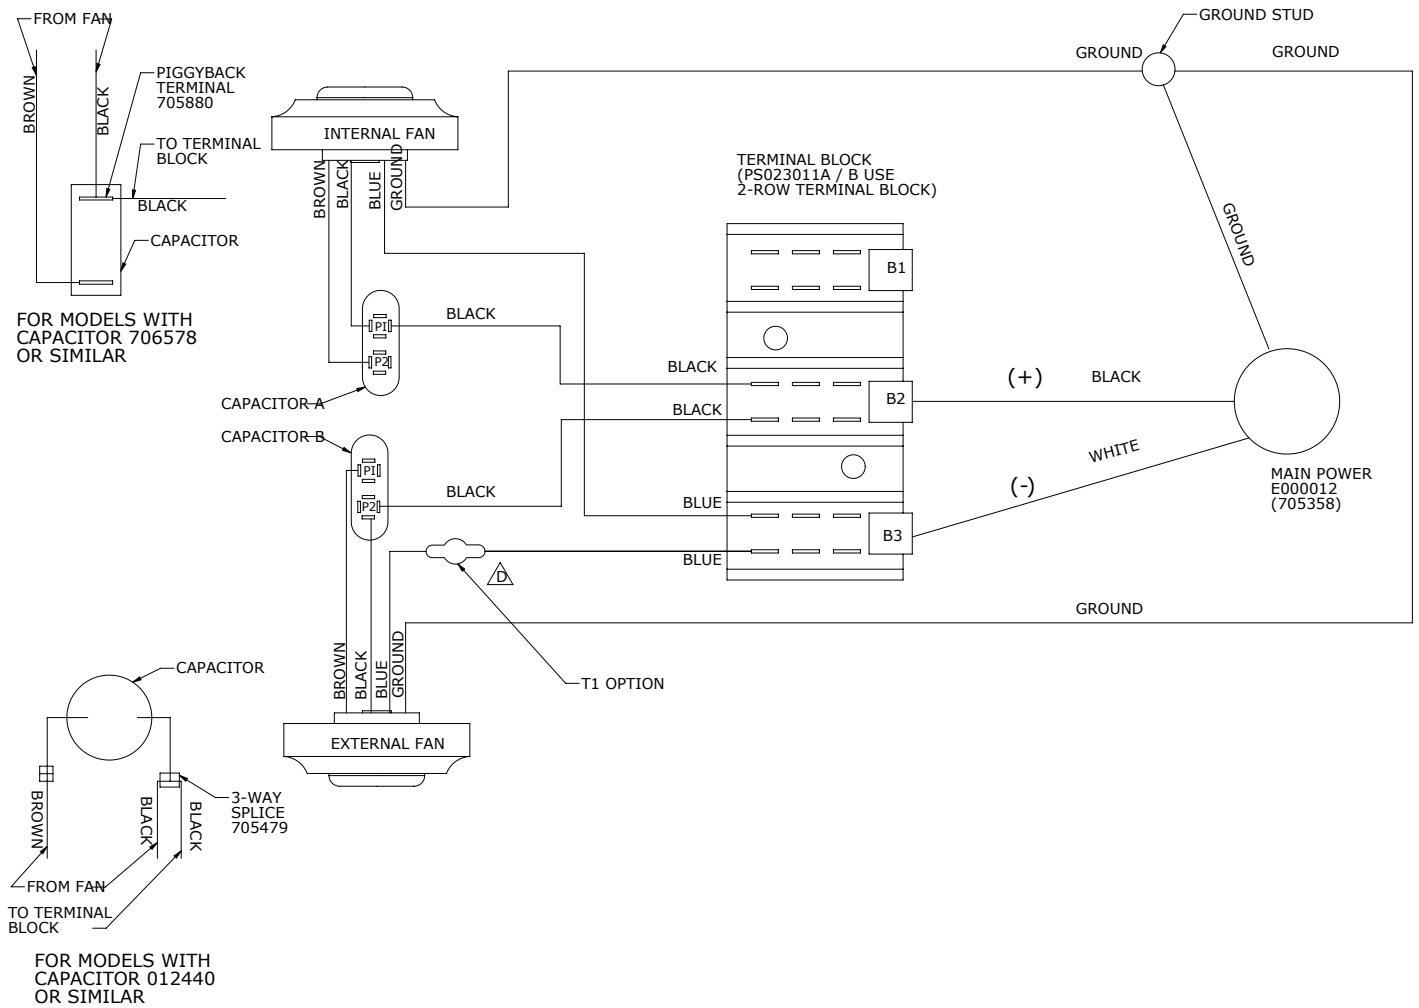 FROM FAN
GROUND STUD
GROUND
GROUND
BROWN
BLACK
PIGGYBACK
TERMINAL
705880
TO TERMINAL
BLOCK
BLACK
CAPACITOR
FOR MODELS WITH
CAPACITOR 706578
OR SIMILAR
INTERNAL FAN
BROWN
BLACK
BLUE
GROUND
TERMINAL BLOCK
(PS023011A / B USE
2-ROW TERMINAL BLOCK)
GROUND
B1
PI
BLACK
P2
BLACK
BLACK
B2
(+)
BLACK
CAPACITOR A
CAPACITOR B
PI
P2
BLACK
WHITE
(-)
MAIN POWER
E000012
(705358)
BLUE
B3
BLUE
D
GROUND
T1 OPTION
BROWN
BLACK
BLUE
GROUND
EXTERNAL FAN
CAPACITOR
BROWN
BLACK
BLACK
3-WAY
SPLICE
705479
FROM FAN
TO TERMINAL
BLOCK
FOR MODELS WITH
CAPACITOR 012440
OR SIMILAR